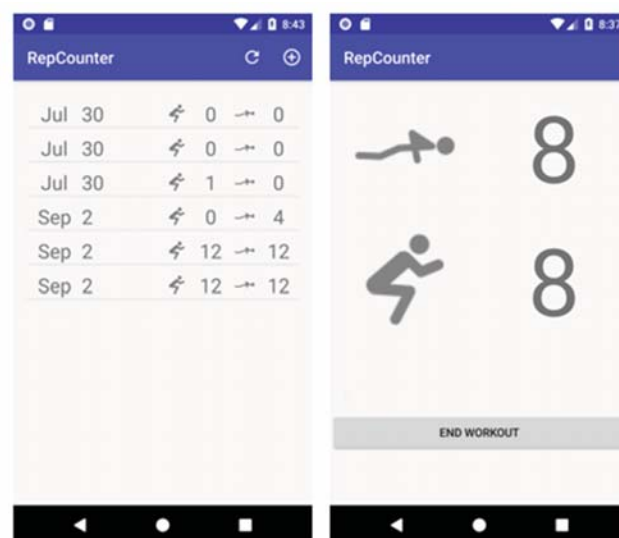 8:43
RepCounter
Jul 30 0 0
Jul 30 0 0
Jul 30 1 0
Sep 2 0 4
Sep 2 12 12
Sep 2 12 12
8:37
RepCounter
8
8
END WORKOUT